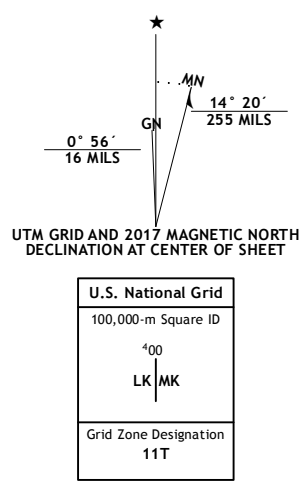 ★
MN
GN
14° 20´
255 MILS
0° 56´
16 MILS
UTM GRID AND 2017 MAGNETIC NORTH
DECLINATION AT CENTER OF SHEET
U.S. National Grid
100,000-m Square ID
⁴00
LK MK
Grid Zone Designation
11T